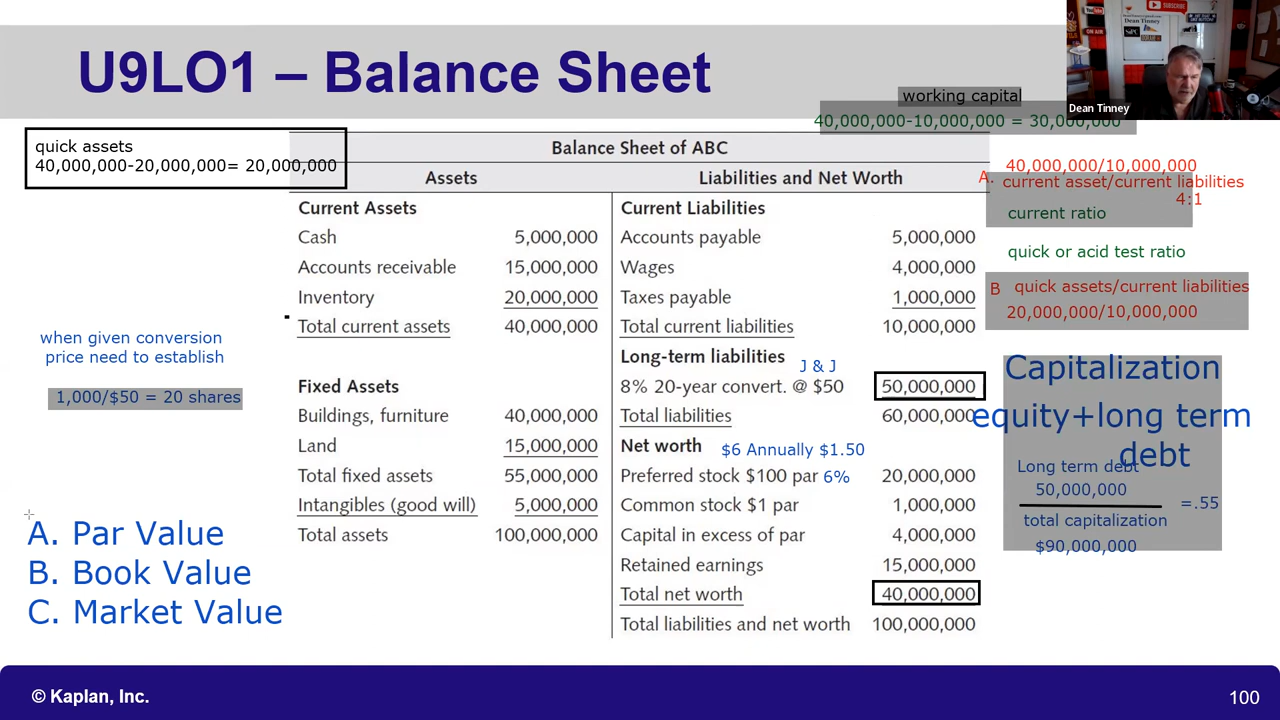 U9LO1 – Balance Sheet
Dean Tinney
SUBSCRIBE
working capital
40,000,000-10,000,000 = 30,000,000
quick assets
40,000,000-20,000,000= 20,000,000
Balance Sheet of ABC
Assets Liabilities and Net Worth
Current Assets Current Liabilities
Cash 5,000,000 Accounts payable 5,000,000
Accounts receivable 15,000,000 Wages 4,000,000
Inventory 20,000,000 Taxes payable 1,000,000
Total current assets 40,000,000 Total current liabilities 10,000,000
Long-term liabilities J & J
Fixed Assets 8% 20-year convert. @ $50 50,000,000
Buildings, furniture 40,000,000 Total liabilities 60,000,000
Land 15,000,000 Net worth $6 Annually $1.50
Total fixed assets 55,000,000 Preferred stock $100 par 6% 20,000,000
Intangibles (good will) 5,000,000 Common stock $1 par 1,000,000
Total assets 100,000,000 Capital in excess of par 4,000,000
Retained earnings 15,000,000
Total net worth 40,000,000
Total liabilities and net worth 100,000,000
40,000,000/10,000,000
A. current asset/current liabilities
4:1
current ratio
quick or acid test ratio
B quick assets/current liabilities
20,000,000/10,000,000
Capitalization
equity+long term
debt
Long term debt
50,000,000
=.55
total capitalization
$90,000,000
when given conversion
price need to establish
1,000/$50 = 20 shares
A. Par Value
B. Book Value
C. Market Value
© Kaplan, Inc.
100